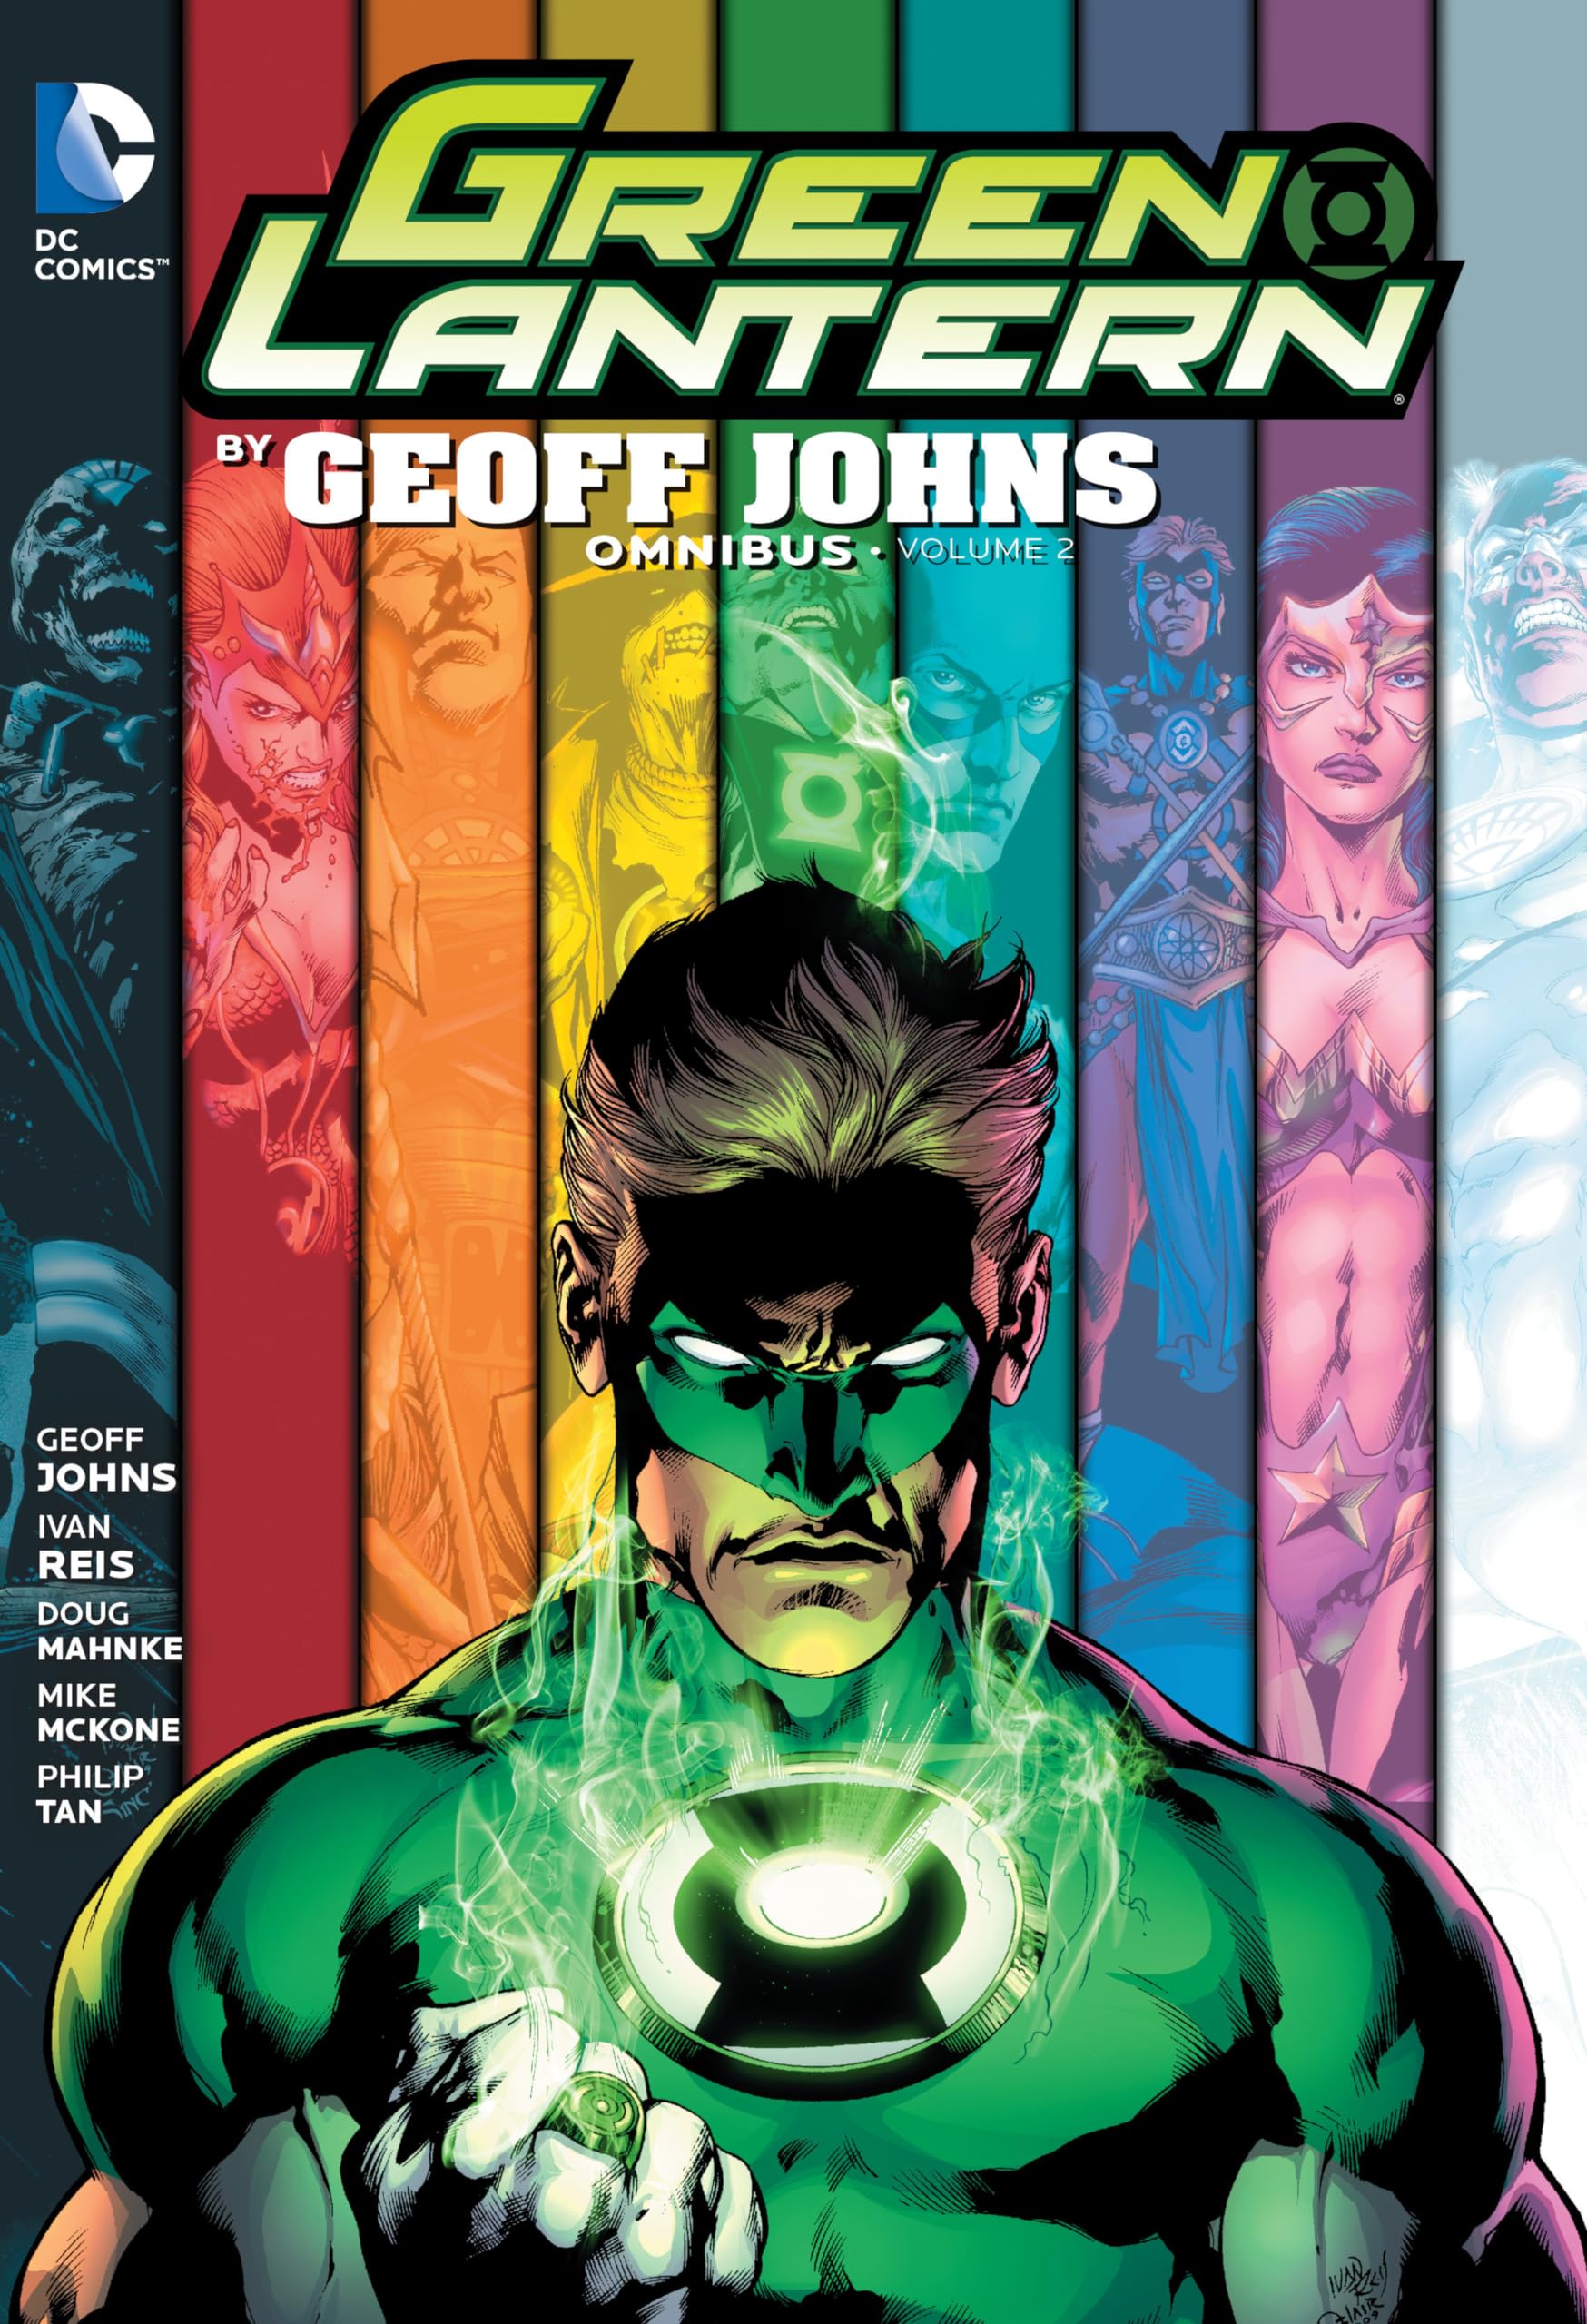 DC
COMICS™
GREEN
LANTERN®
BY GEOFF JOHNS
OMNIBUS • VOLUME 2
GEOFF
JOHNS
IVAN
REIS
DOUG
MAHNKE
MIKE
MCKONE
PHILIP
TAN